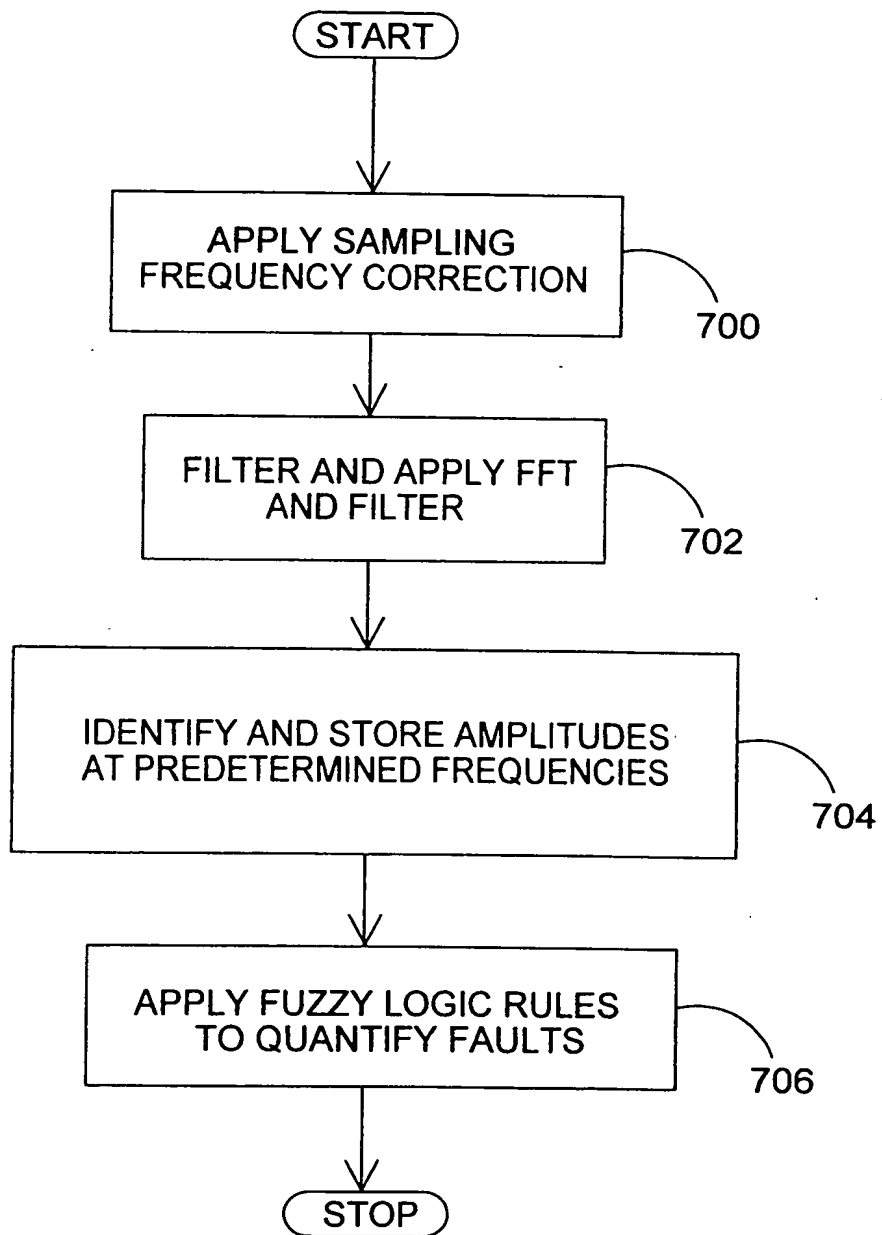 START
APPLY SAMPLING
FREQUENCY CORRECTION
700
FILTER AND APPLY FFT
AND FILTER
702
IDENTIFY AND STORE AMPLITUDES
AT PREDETERMINED FREQUENCIES
704
APPLY FUZZY LOGIC RULES
TO QUANTIFY FAULTS
706
STOP